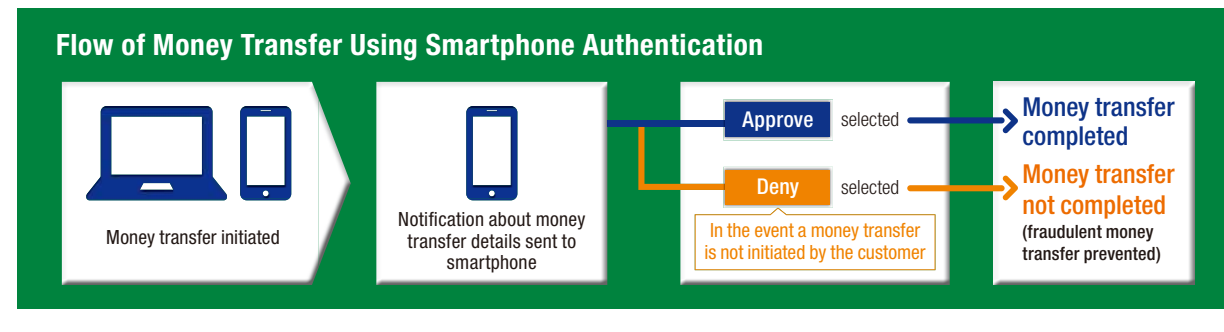 Flow of Money Transfer Using Smartphone Authentication
Money transfer initiated
Notification about money
transfer details sent to
smartphone
Approve selected
Deny selected
In the event a money transfer
is not initiated by the customer
Money transfer
completed
Money transfer
not completed
(fraudulent money
transfer prevented)